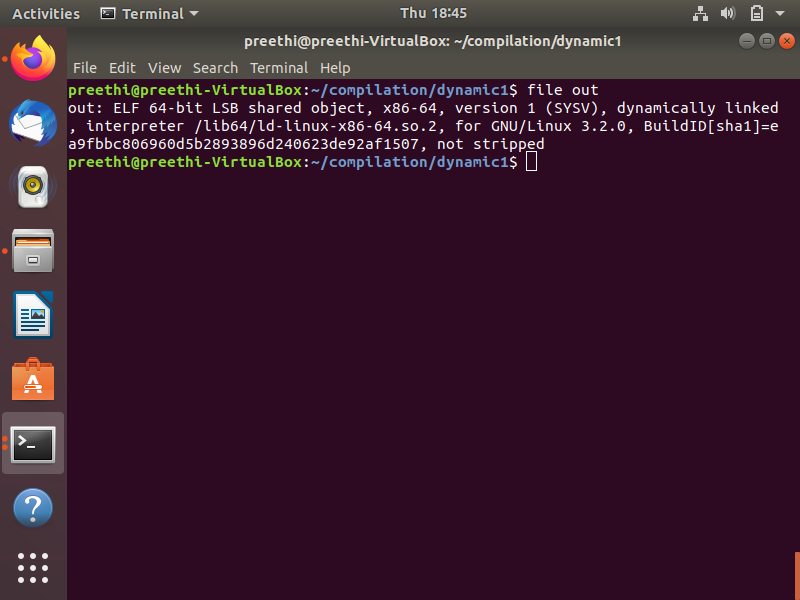 Activities Terminal Thu 18:45
preethi@preethi-VirtualBox: ~/compilation/dynamic1
File Edit View Search Terminal Help
preethi@preethi-VirtualBox:~/compilation/dynamic1$ file out
out: ELF 64-bit LSB shared object, x86-64, version 1 (SYSV), dynamically linked
, interpreter /lib64/ld-linux-x86-64.so.2, for GNU/Linux 3.2.0, BuildID[sha1]=e
a9fbbc806960d5b2893896d240623de92af1507, not stripped
preethi@preethi-VirtualBox:~/compilation/dynamic1$